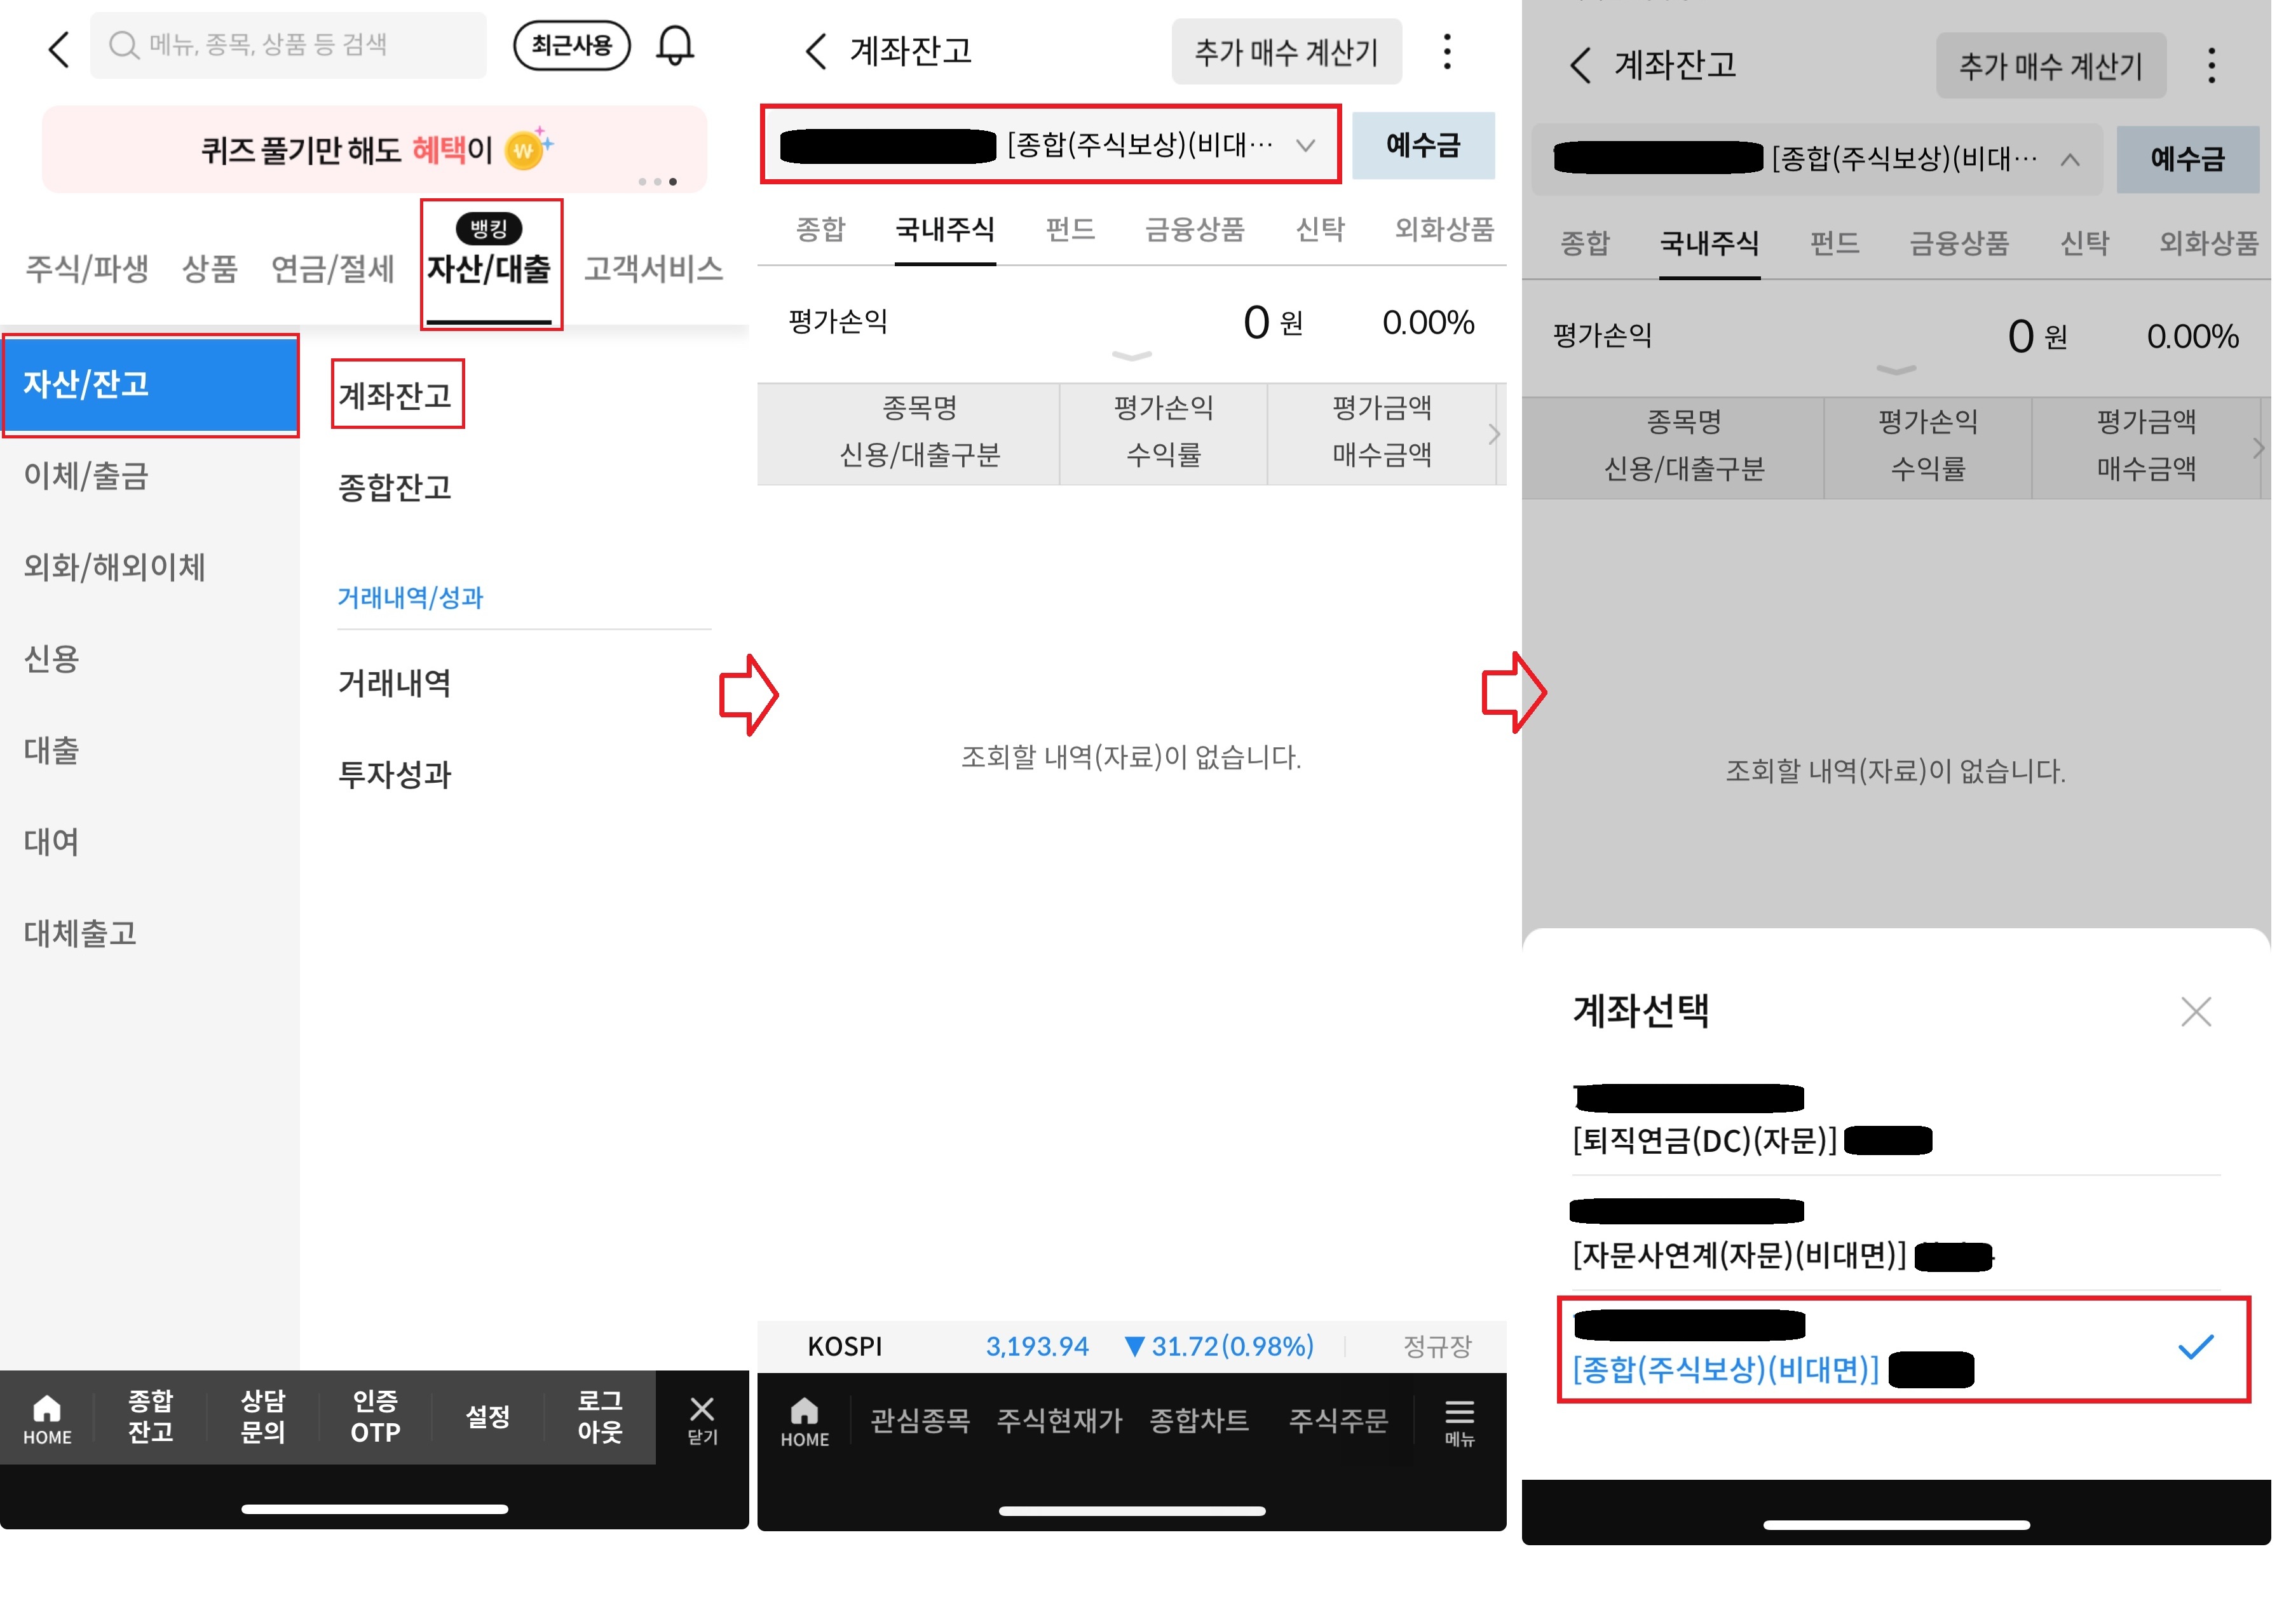 메뉴, 종목, 상품 등 검색
최근사용
퀴즈 풀기만 해도 혜택이
뱅킹
주식/파생 상품 연금/절세 자산/대출 고객서비스
자산/잔고
이체/출금
외화/해외이체
신용
대출
대여
대체출고
계좌잔고
종합잔고
거래내역/성과
거래내역
투자성과
HOME
종합
잔고
상담
문의
인증
OTP
설정
로그
아웃
닫기
계좌잔고
추가 매수 계산기
[종합(주식보상)(비대…
예수금
종합 국내주식 펀드 금융상품 신탁 외화상품
평가손익 0 원 0.00%
종목명 평가손익 평가금액
신용/대출구분 수익률 매수금액
조회할 내역(자료)이 없습니다.
KOSPI 3,193.94 ▼ 31.72(0.98%) 정규장
HOME
관심종목 주식현재가 종합차트 주식주문
메뉴
계좌잔고
추가 매수 계산기
[종합(주식보상)(비대…
예수금
종합 국내주식 펀드 금융상품 신탁 외화상품
평가손익 0 원 0.00%
종목명 평가손익 평가금액
신용/대출구분 수익률 매수금액
조회할 내역(자료)이 없습니다.
계좌선택
[퇴직연금(DC)(자문)]
[자문사연계(자문)(비대면)]
[종합(주식보상)(비대면)]